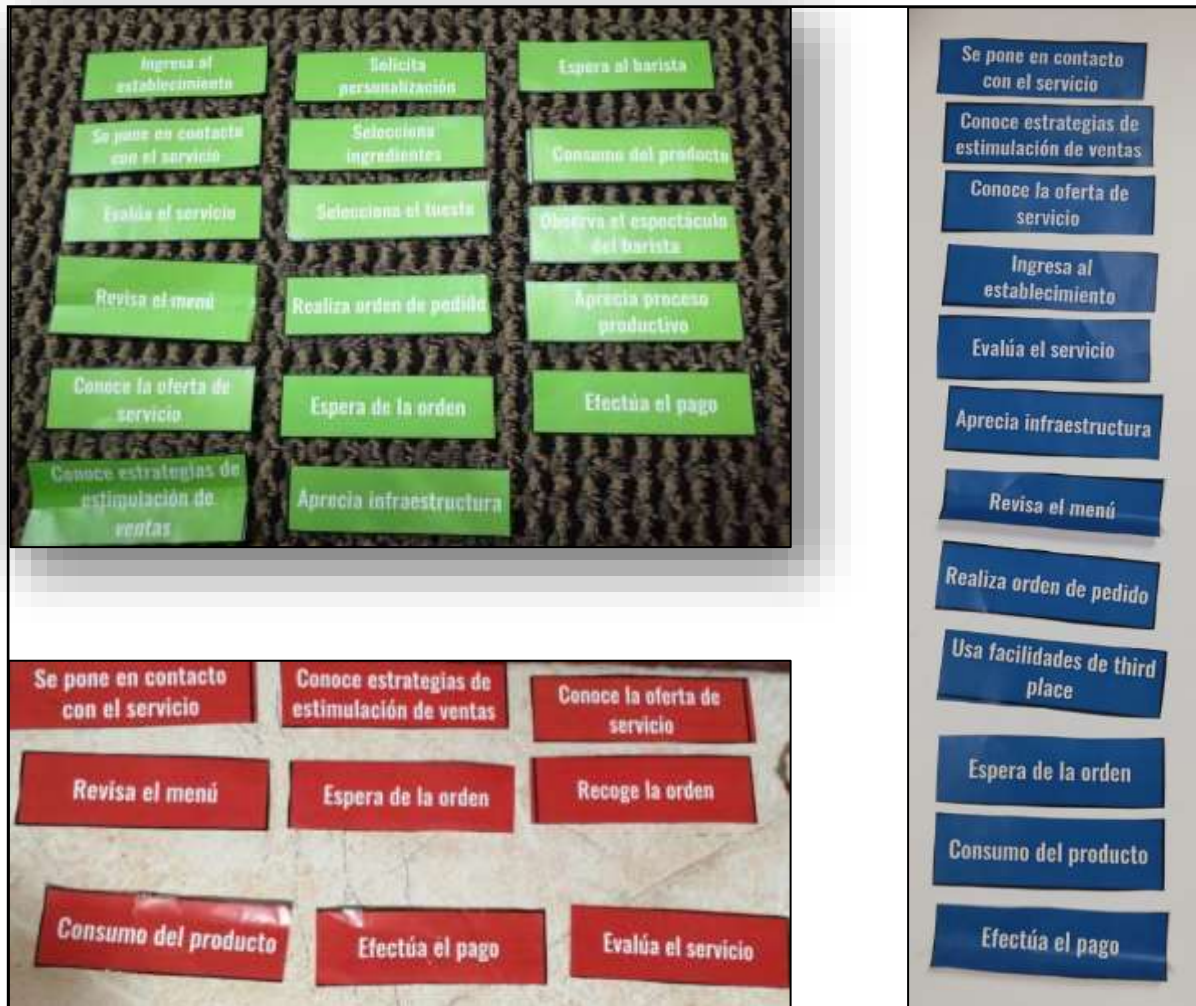 Ingresa al
establecimiento
Se pone en contacto
con el servicio
Evalúa el servicio
Revisa el menú
Conoce la oferta de
servicio
Conoce estrategias de
estimulación de
ventas
Solicita
personalización
Selecciona
ingredientes
Selecciona el tueste
Realiza orden de pedido
Espera de la orden
Aprecia infraestructura
Espera al barista
Consumo del producto
Observa el espectáculo
del barista
Aprecia proceso
productivo
Efectúa el pago
Se pone en contacto
con el servicio
Conoce estrategias de
estimulación de ventas
Conoce la oferta de
servicio
Revisa el menú
Espera de la orden
Recoge la orden
Consumo del producto
Efectúa el pago
Evalúa el servicio
Se pone en contacto
con el servicio
Conoce estrategias de
estimulación de ventas
Conoce la oferta de
servicio
Ingresa al
establecimiento
Evalúa el servicio
Aprecia infraestructura
Revisa el menú
Realiza orden de pedido
Usa facilidades de third
place
Espera de la orden
Consumo del producto
Efectúa el pago